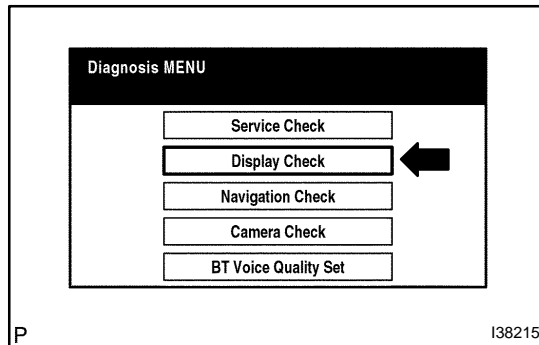 Diagnosis MENU
Service Check
Display Check
Navigation Check
Camera Check
BT Voice Quality Set
P
I38215